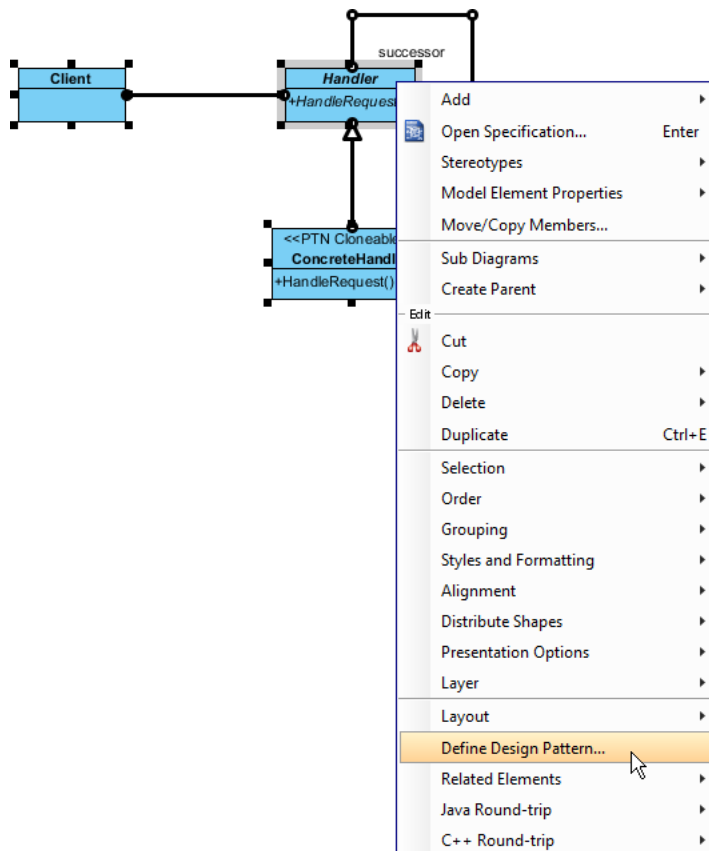 successor
Client
Handler
+HandleRequest
<<PTN Cloneable
ConcreteHandl
+HandleRequest()
Add
Open Specification... Enter
Stereotypes
Model Element Properties
Move/Copy Members...
Sub Diagrams
Create Parent
Edit
Cut
Copy
Delete
Duplicate Ctrl+E
Selection
Order
Grouping
Styles and Formatting
Alignment
Distribute Shapes
Presentation Options
Layer
Layout
Define Design Pattern...
Related Elements
Java Round-trip
C++ Round-trip